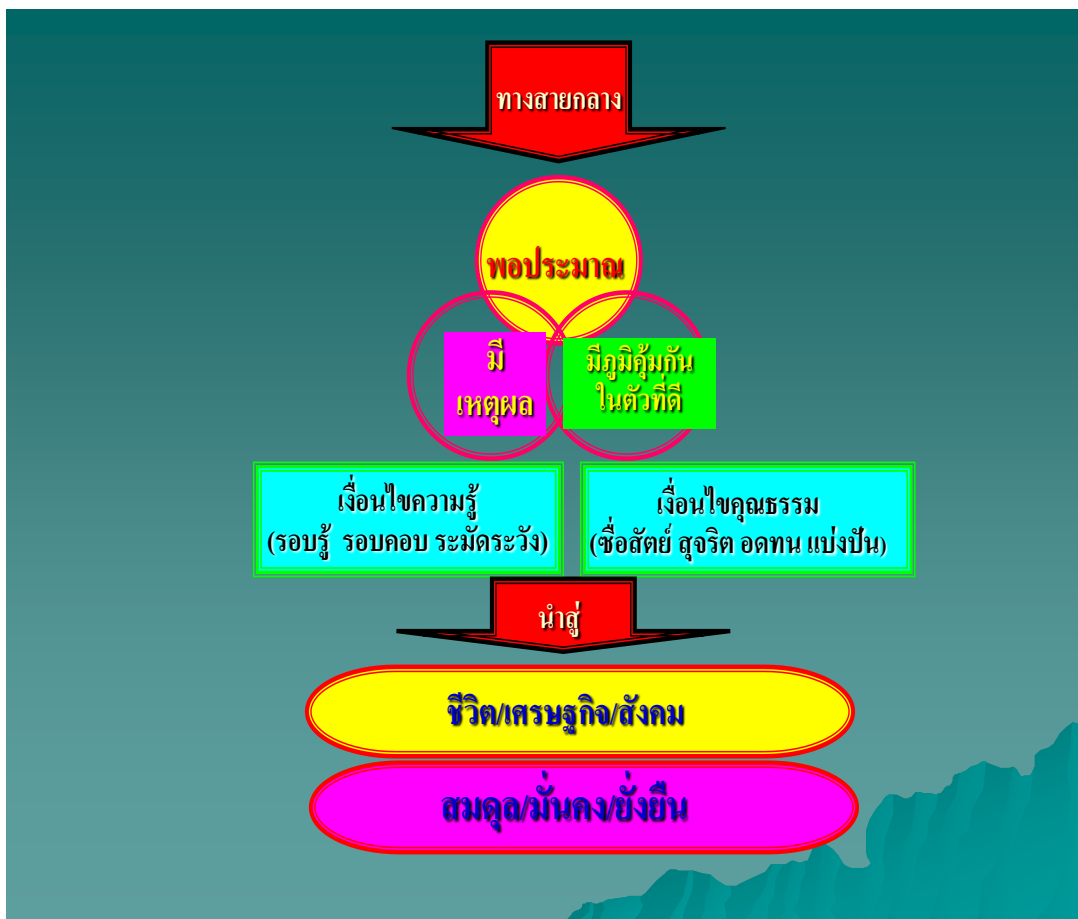 ทางสายกลาง
พอประมาณ
มี
เหตุผล
มีภูมิคุ้มกัน
ในตัวที่ดี
เงื่อนไขความรู้
(รอบรู้ รอบคอบ ระมัดระวัง)
เงื่อนไขคุณธรรม
(ซื่อสัตย์ สุจริต อดทน แบ่งปัน)
นำสู่
ชีวิต/เศรษฐกิจ/สังคม
สมดุล/มั่นคง/ยั่งยืน